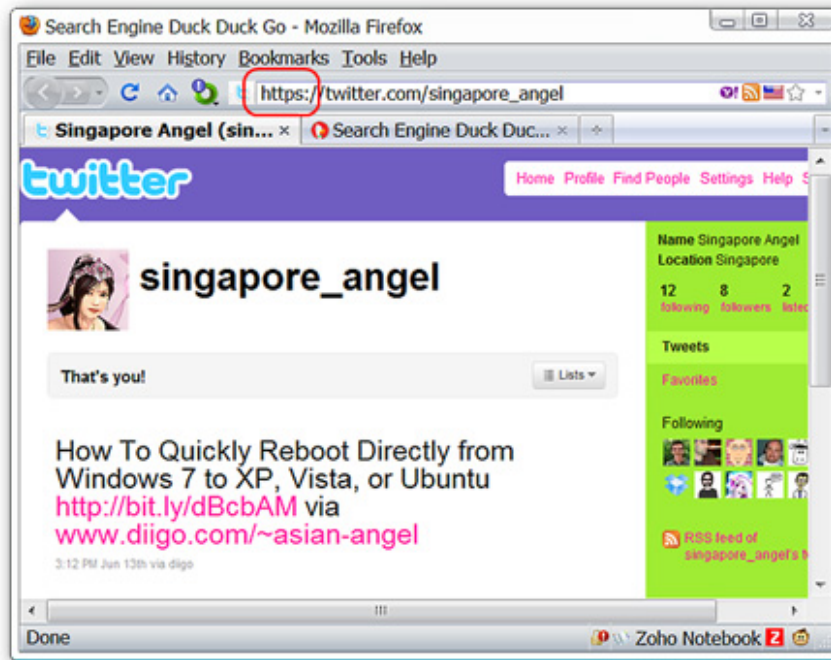 Search Engine Duck Duck Go - Mozilla Firefox
File Edit View History Bookmarks Tools Help
https://twitter.com/singapore_angel
Singapore Angel (sin... ×
Search Engine Duck Duc... ×
twitter
Home Profile Find People Settings Help S
singapore_angel
Name Singapore Angel
Location Singapore
12 8 2
following followers listed
That's you!
Lists
Tweets
Favorites
Following
How To Quickly Reboot Directly from
Windows 7 to XP, Vista, or Ubuntu
http://bit.ly/dBcbAM via
www.diigo.com/~asian-angel
3:12 PM Jun 13th via diigo
RSS feed of
singapore_angel's
Done
Zoho Notebook Z